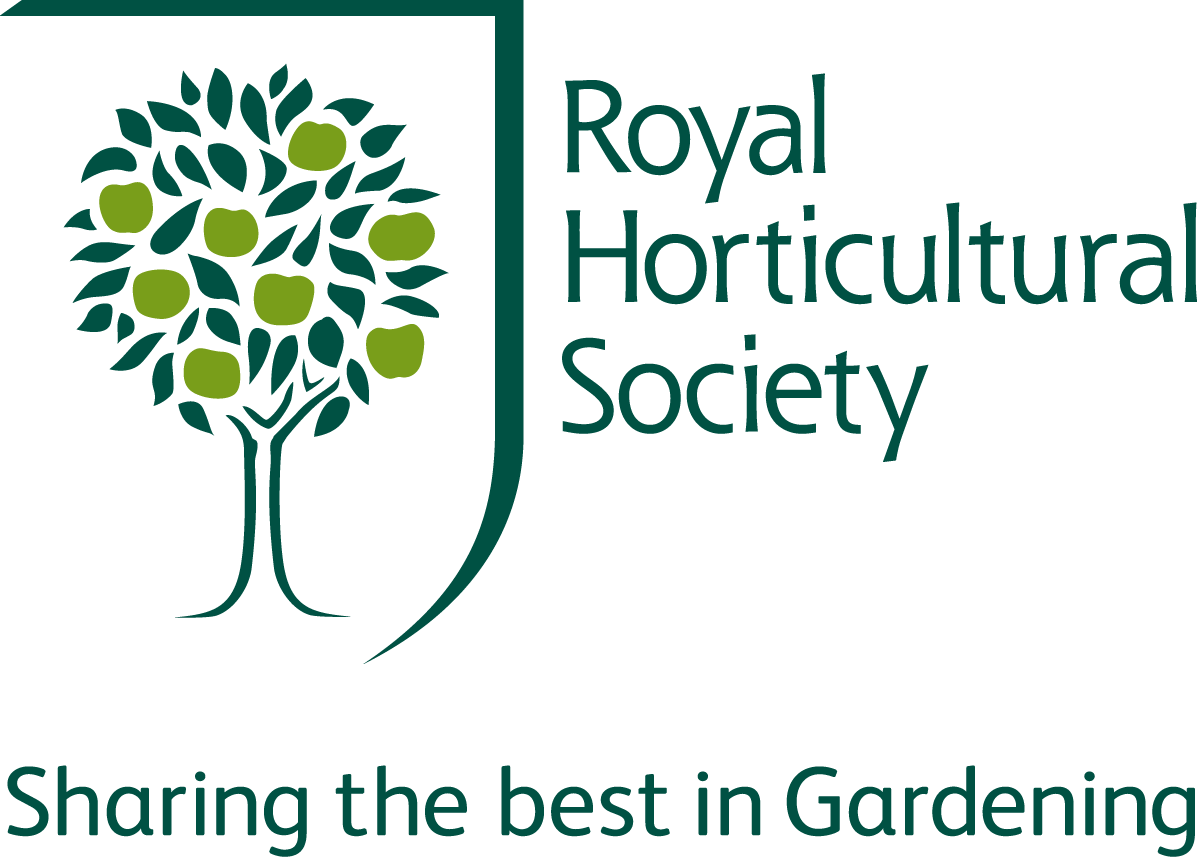 Royal
Horticultural
Society
Sharing the best in Gardening